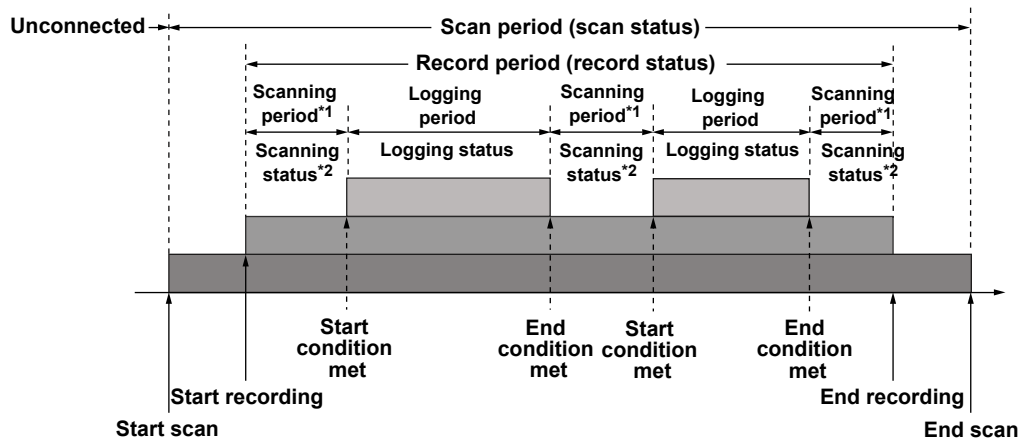 Unconnected
Scan period (scan status)
Record period (record status)
Scanning
period*1
Logging
period
Scanning
period*1
Logging
period
Scanning
period*1
Scanning
status*2
Logging status
Scanning
status*2
Logging status
Scanning
status*2
Start
condition
met
End
condition
met
Start
condition
met
End
condition
met
Start recording
End recording
Start scan
End scan